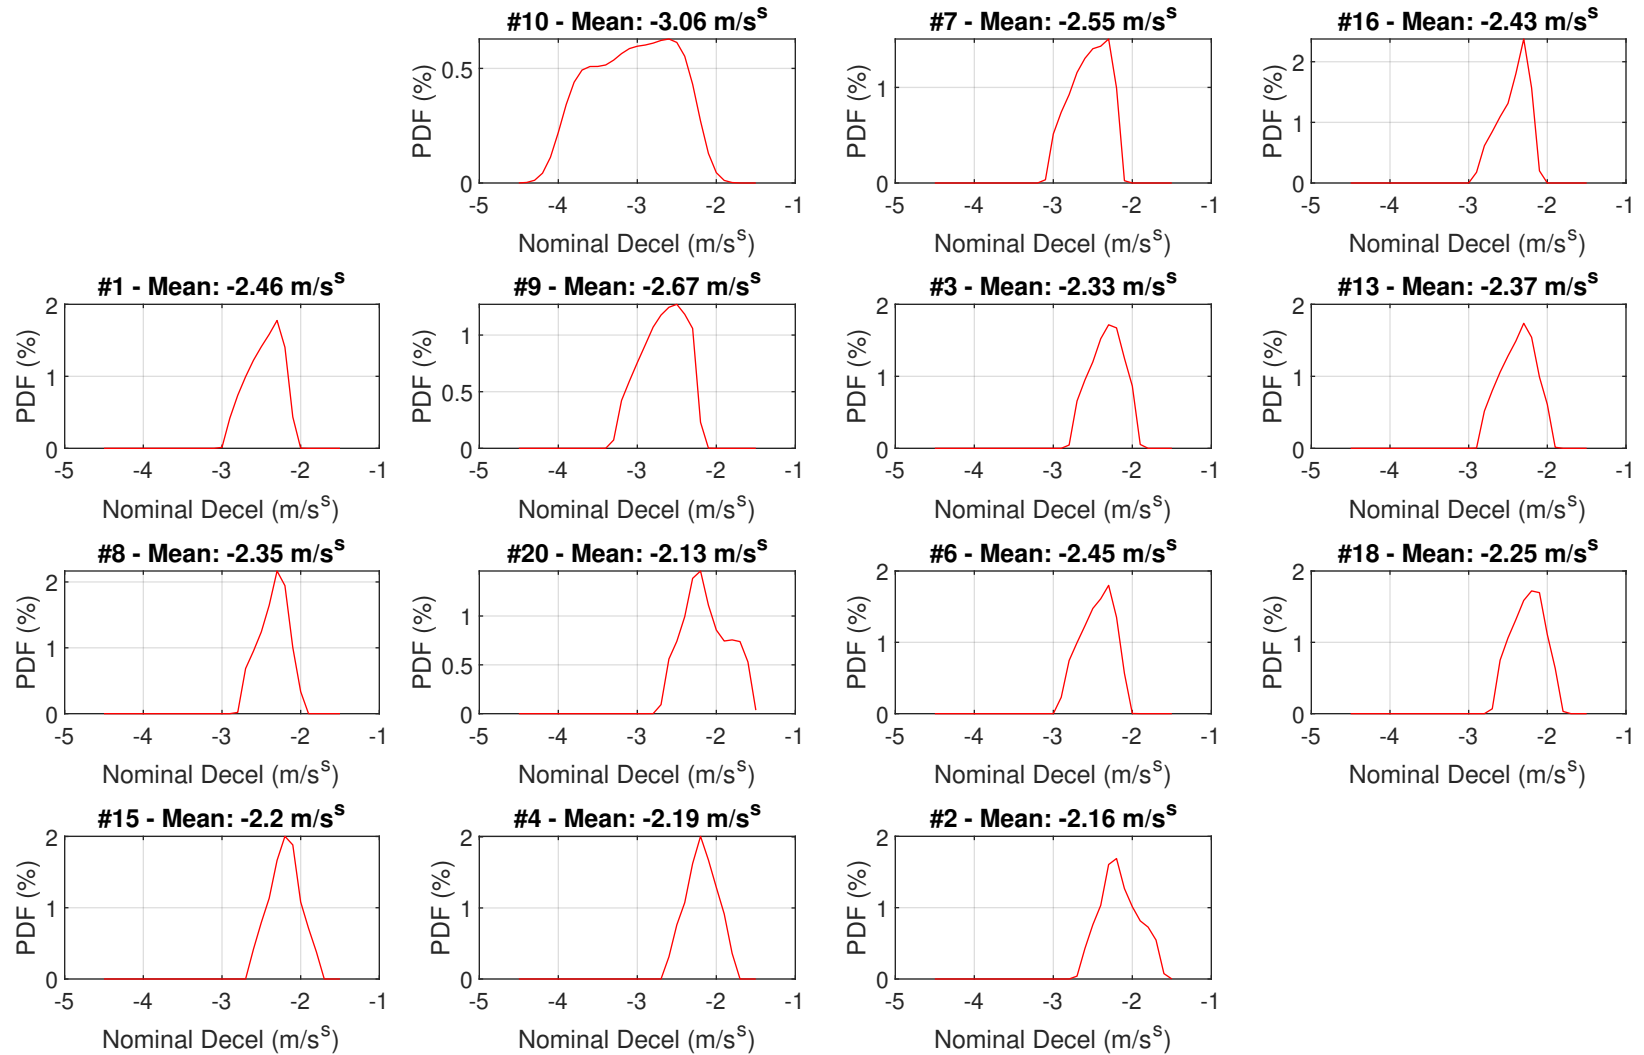 #10 - Mean: -3.06 m/s^s
PDF (%)
0.5
0
-5 -4 -3 -2 -1
Nominal Decel (m/s^s)
#7 - Mean: -2.55 m/s^s
PDF (%)
1
0
-5 -4 -3 -2 -1
Nominal Decel (m/s^s)
#16 - Mean: -2.43 m/s^s
PDF (%)
2
1
0
-5 -4 -3 -2 -1
Nominal Decel (m/s^s)
#1 - Mean: -2.46 m/s^s
PDF (%)
2
1
0
-5 -4 -3 -2 -1
Nominal Decel (m/s^s)
#9 - Mean: -2.67 m/s^s
PDF (%)
1
0.5
0
-5 -4 -3 -2 -1
Nominal Decel (m/s^s)
#3 - Mean: -2.33 m/s^s
PDF (%)
2
1
0
-5 -4 -3 -2 -1
Nominal Decel (m/s^s)
#13 - Mean: -2.37 m/s^s
PDF (%)
2
1
0
-5 -4 -3 -2 -1
Nominal Decel (m/s^s)
#8 - Mean: -2.35 m/s^s
PDF (%)
2
1
0
-5 -4 -3 -2 -1
Nominal Decel (m/s^s)
#20 - Mean: -2.13 m/s^s
PDF (%)
1
0.5
0
-5 -4 -3 -2 -1
Nominal Decel (m/s^s)
#6 - Mean: -2.45 m/s^s
PDF (%)
2
1
0
-5 -4 -3 -2 -1
Nominal Decel (m/s^s)
#18 - Mean: -2.25 m/s^s
PDF (%)
2
1
0
-5 -4 -3 -2 -1
Nominal Decel (m/s^s)
#15 - Mean: -2.2 m/s^s
PDF (%)
2
1
0
-5 -4 -3 -2 -1
Nominal Decel (m/s^s)
#4 - Mean: -2.19 m/s^s
PDF (%)
2
1
0
-5 -4 -3 -2 -1
Nominal Decel (m/s^s)
#2 - Mean: -2.16 m/s^s
PDF (%)
2
1
0
-5 -4 -3 -2 -1
Nominal Decel (m/s^s)